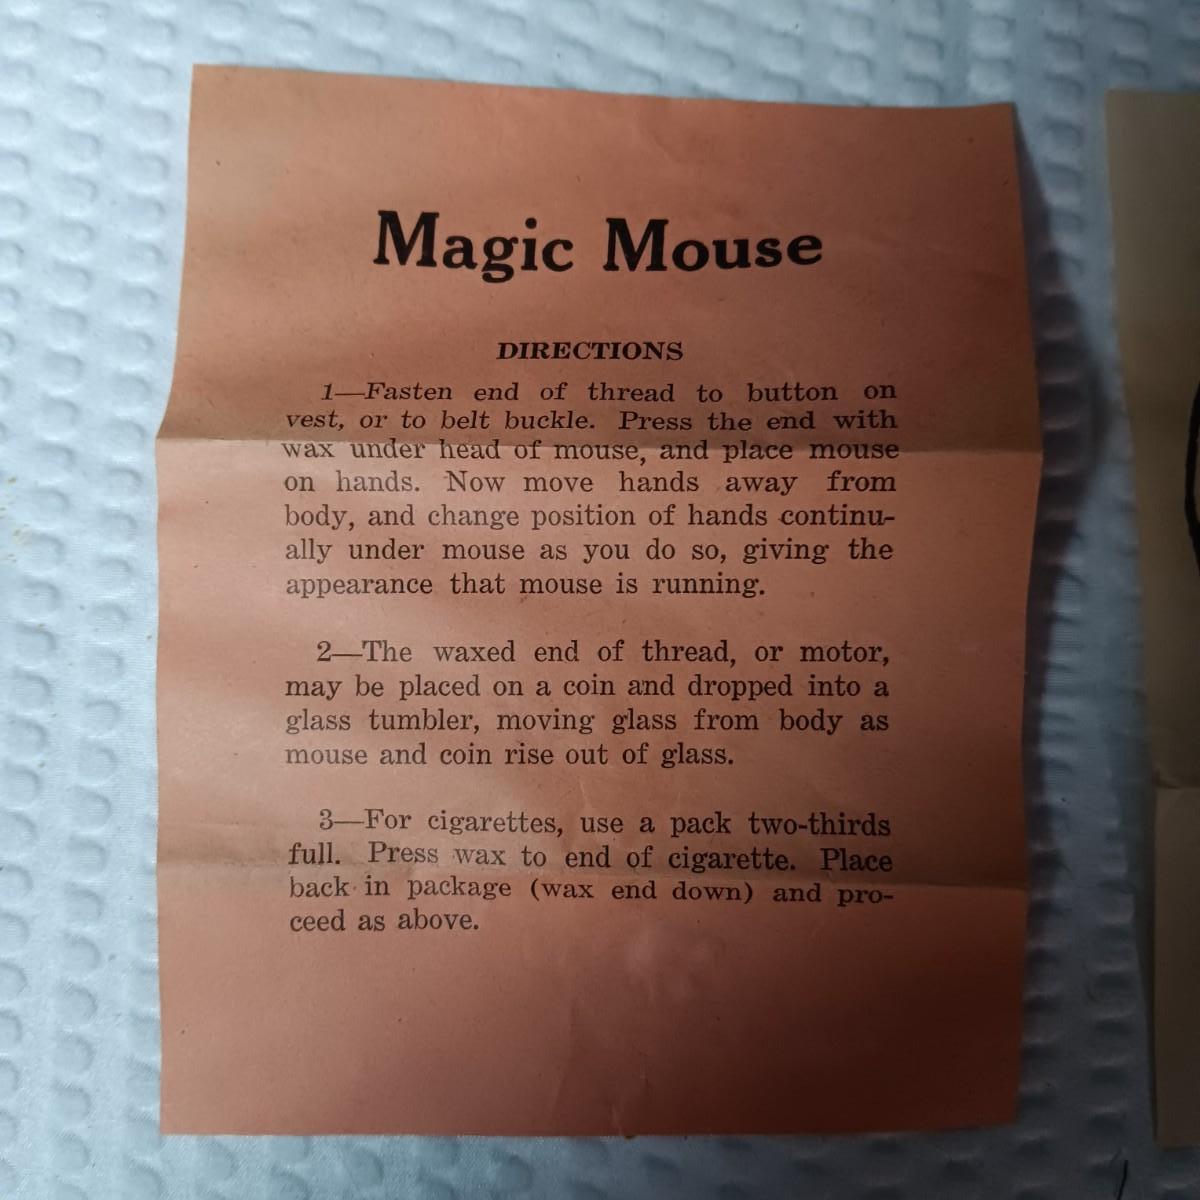 Magic Mouse
DIRECTIONS
1—Fasten end of thread to button on
vest, or to belt buckle. Press the end with
wax under head of mouse, and place mouse
on hands. Now move hands away from
body, and change position of hands continu-
ally under mouse as you do so, giving the
appearance that mouse is running.
2—The waxed end of thread, or motor,
may be placed on a coin and dropped into a
glass tumbler, moving glass from body as
mouse and coin rise out of glass.
3—For cigarettes, use a pack two-thirds
full. Press wax to end of cigarette. Place
back in package (wax end down) and pro-
ceed as above.